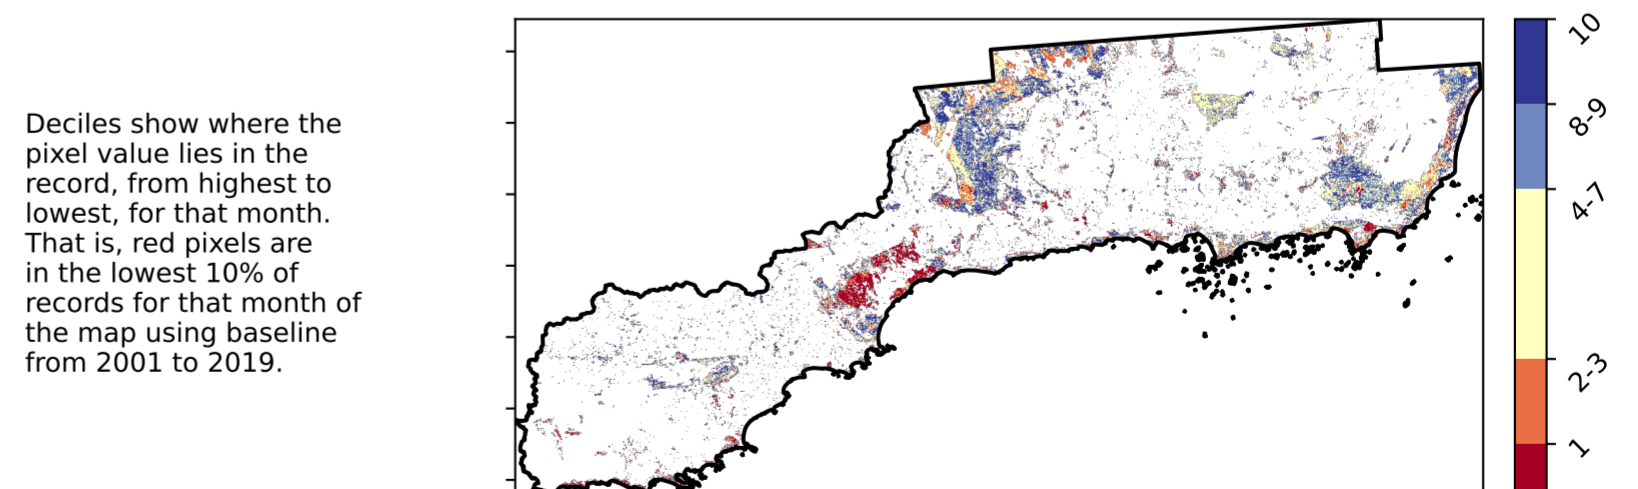 Deciles show where the
pixel value lies in the
record, from highest to
lowest, for that month.
That is, red pixels are
in the lowest 10% of
records for that month of
the map using baseline
from 2001 to 2019.
10
8-9
4-7
2-3
1